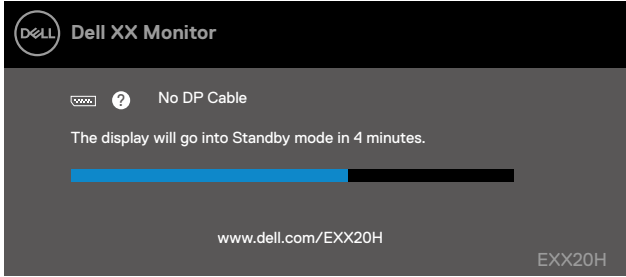 DELL
Dell XX Monitor
? No DP Cable
The display will go into Standby mode in 4 minutes.
www.dell.com/EXX20H
EXX20H